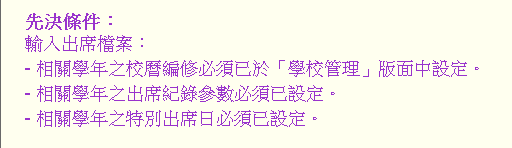 先決條件：
輸入出席檔案：
- 相關學年之校曆編修必須已於「學校管理」版面中設定。
- 相關學年之出席紀錄參數必須已設定。
- 相關學年之特別出席日必須已設定。